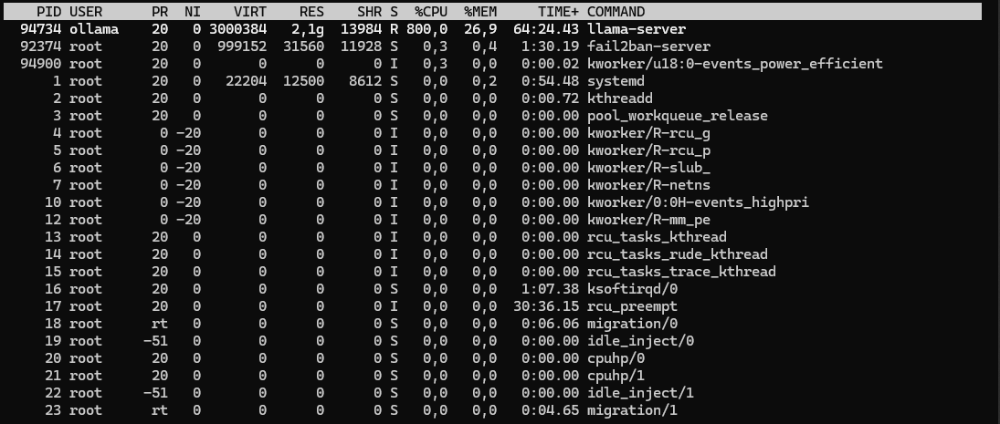 PID USER PR NI VIRT RES SHR S %CPU %MEM TIME+ COMMAND
94734 ollama 20 0 3000384 2,1g 13984 R 800,0 26,9 64:24.43 llama-server
92374 root 20 0 999152 31560 11928 S 0,3 0,4 1:30.19 fail2ban-server
94900 root 20 0 0 0 0 I 0,3 0,0 0:00.02 kworker/u18:0-events_power_efficient
1 root 20 0 22204 12500 8612 S 0,0 0,2 0:54.48 systemd
2 root 20 0 0 0 0 S 0,0 0,0 0:00.72 kthreadd
3 root 20 0 0 0 0 S 0,0 0,0 0:00.00 pool_workqueue_release
4 root 0 -20 0 0 0 I 0,0 0,0 0:00.00 kworker/R-rcu_g
5 root 0 -20 0 0 0 I 0,0 0,0 0:00.00 kworker/R-rcu_p
6 root 0 -20 0 0 0 I 0,0 0,0 0:00.00 kworker/R-slub_
7 root 0 -20 0 0 0 I 0,0 0,0 0:00.00 kworker/R-netns
10 root 0 -20 0 0 0 I 0,0 0,0 0:00.00 kworker/0:0H-events_highpri
12 root 0 -20 0 0 0 I 0,0 0,0 0:00.00 kworker/R-mm_pe
13 root 20 0 0 0 0 I 0,0 0,0 0:00.00 rcu_tasks_kthread
14 root 20 0 0 0 0 I 0,0 0,0 0:00.00 rcu_tasks_rude_kthread
15 root 20 0 0 0 0 I 0,0 0,0 0:00.00 rcu_tasks_trace_kthread
16 root 20 0 0 0 0 S 0,0 0,0 1:07.38 ksoftirqd/0
17 root 20 0 0 0 0 I 0,0 0,0 30:36.15 rcu_preempt
18 root rt 0 0 0 0 S 0,0 0,0 0:06.06 migration/0
19 root -51 0 0 0 0 S 0,0 0,0 0:00.00 idle_inject/0
20 root 20 0 0 0 0 S 0,0 0,0 0:00.00 cpuhp/0
21 root 20 0 0 0 0 S 0,0 0,0 0:00.00 cpuhp/1
22 root -51 0 0 0 0 S 0,0 0,0 0:00.00 idle_inject/1
23 root rt 0 0 0 0 S 0,0 0,0 0:04.65 migration/1